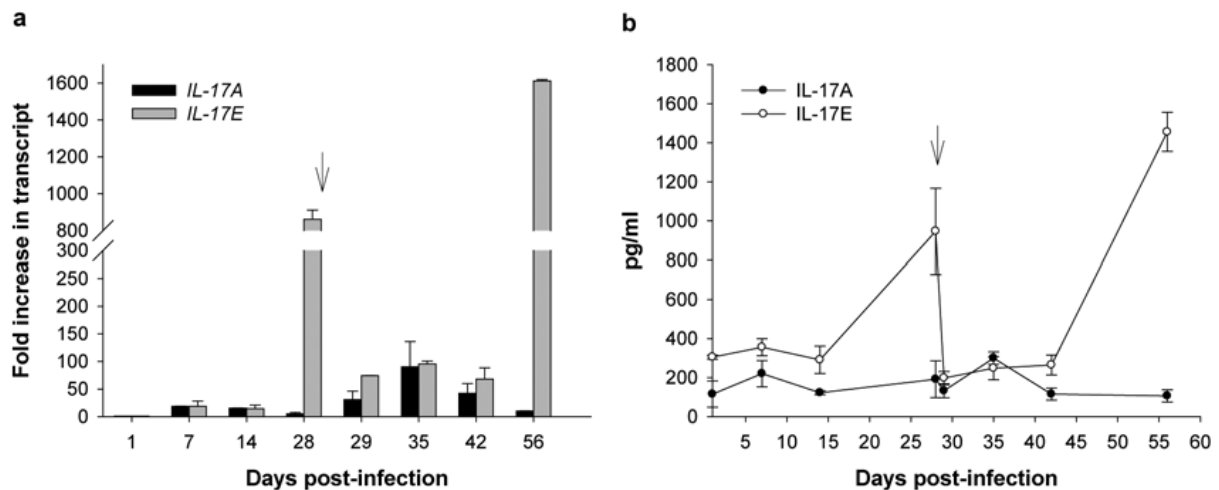 a
Fold increase in transcript
1600
1400
1200
1000
800
300
250
200
150
100
50
0
IL-17A
IL-17E
1 7 14 28 29 35 42 56
Days post-infection
b
pg/ml
1800
1600
1400
1200
1000
800
600
400
200
0
IL-17A
IL-17E
5 10 15 20 25 30 35 40 45 50 55 60
Days post-infection